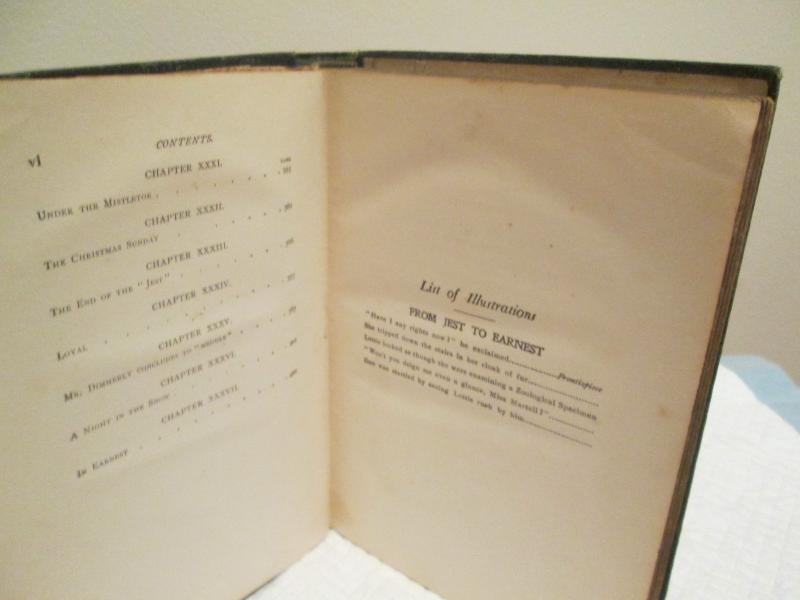 vi
CONTENTS.
CHAPTER XXXI.
PAGE
UNDER THE MISTLETOE . . . . . . .
CHAPTER XXXII.
THE CHRISTMAS SUNDAY . . . . . . .
CHAPTER XXXIII.
THE END OF THE "JEST" . . . . . . .
CHAPTER XXXIV.
LOYAL . . . . . . .
CHAPTER XXXV.
MR. DIMMERLY CONCLUDES TO "MEDDLE" . . . .
CHAPTER XXXVI.
A NIGHT IN THE SNOW . . . . . . .
CHAPTER XXXVII.
IN EARNEST . . . . . . .
List of Illustrations
FROM JEST TO EARNEST
"Have I any rights now?" he exclaimed........Frontispiece
She tripped down the stairs in her cloak of fur........
Lottie looked as though she were examining a Zoological Specimen
"Won't you deign me even a glance, Miss Martell?"........
was startled by seeing Lottie rush by him........